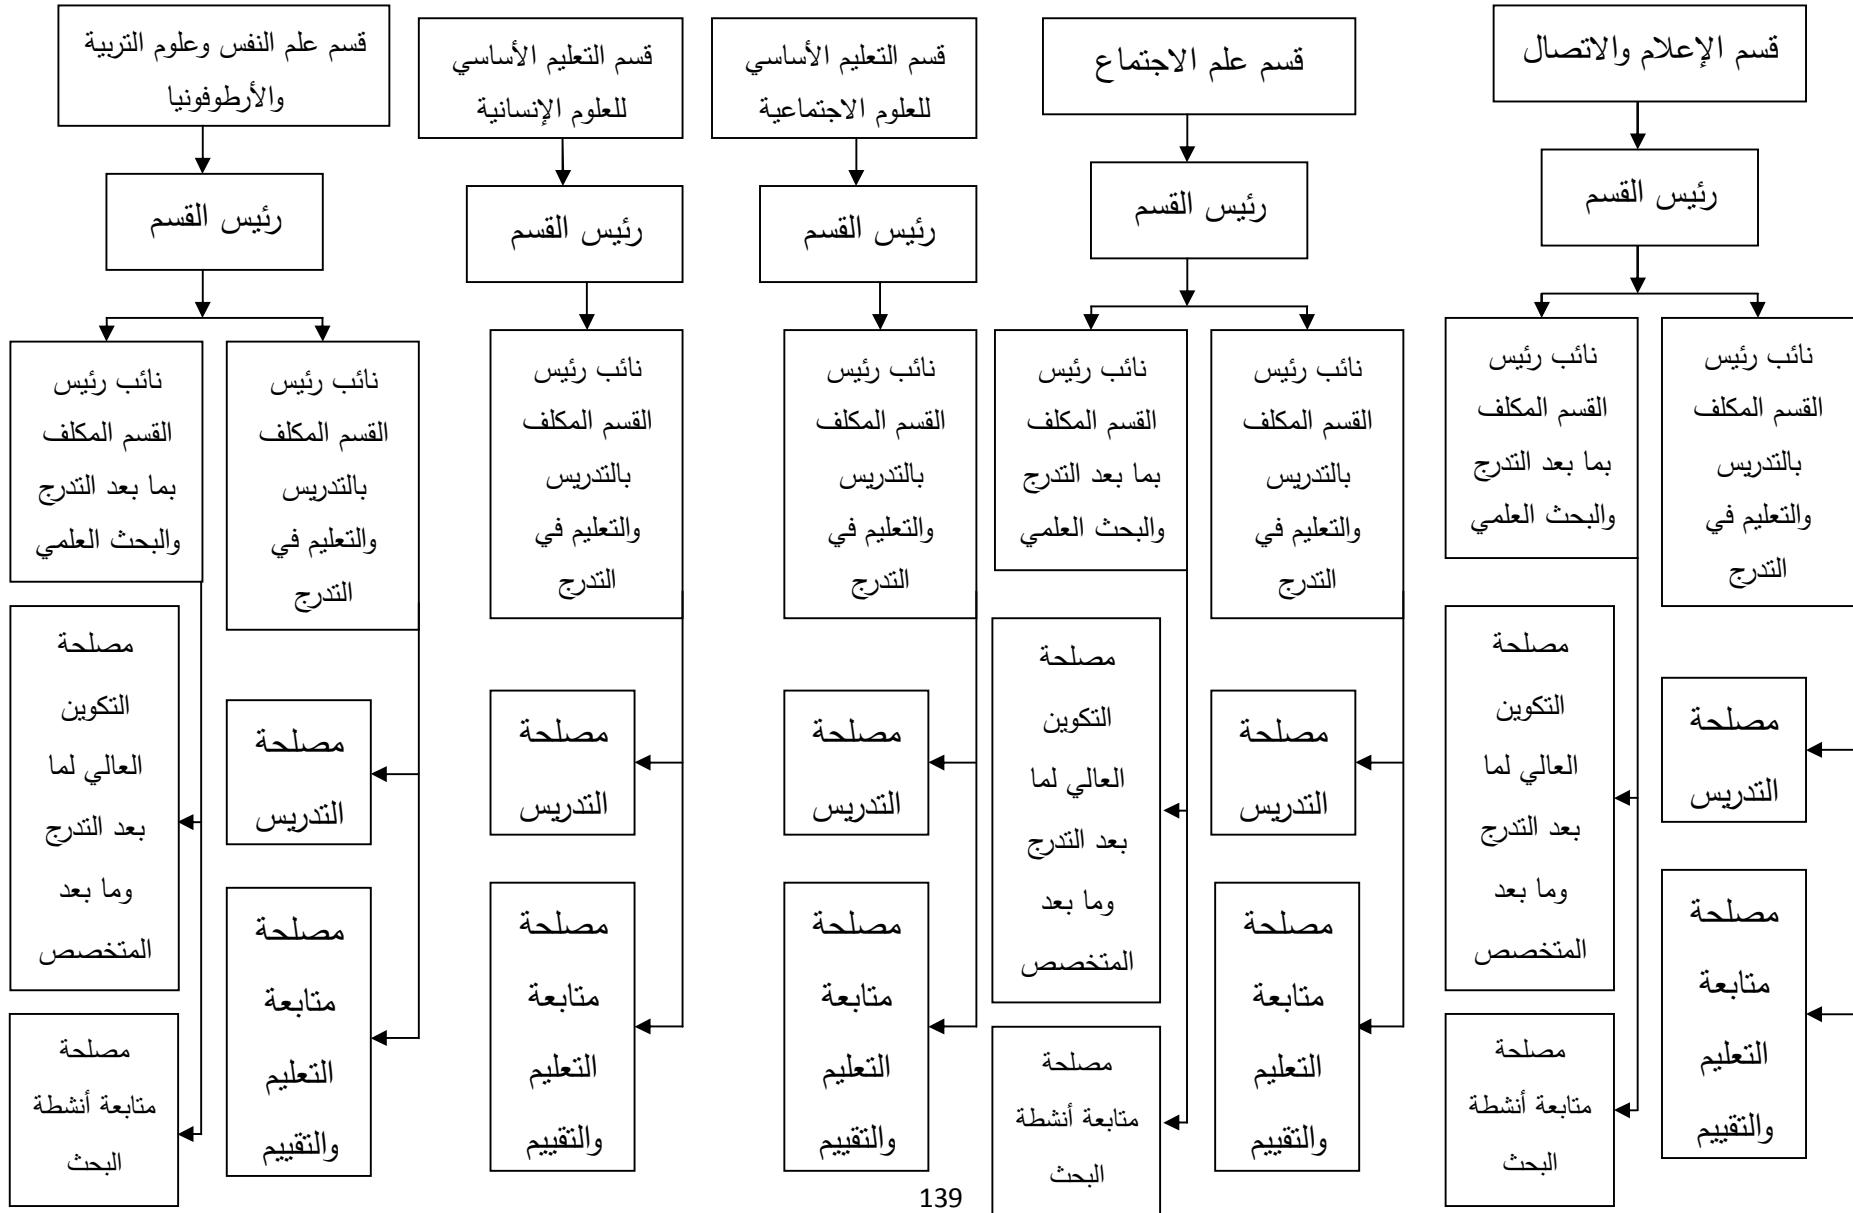 قسم الإعلام والاتصال
رئيس القسم
نائب رئيس
القسم المكلف
بالتدريس
والتعليم في
التدرج
مصلحة
التدريس
مصلحة
متابعة
التعليم
والتقييم
نائب رئيس
القسم المكلف
بما بعد التدرج
والبحث العلمي
مصلحة
التكوين
العالي لما
بعد التدرج
وما بعد
المتخصص
مصلحة
متابعة أنشطة
البحث
قسم علم الاجتماع
رئيس القسم
نائب رئيس
القسم المكلف
بالتدريس
والتعليم في
التدرج
مصلحة
التدريس
مصلحة
متابعة
التعليم
والتقييم
نائب رئيس
القسم المكلف
بما بعد التدرج
والبحث العلمي
مصلحة
التكوين
العالي لما
بعد التدرج
وما بعد
المتخصص
مصلحة
متابعة أنشطة
البحث
قسم التعليم الأساسي
للعلوم الاجتماعية
رئيس القسم
نائب رئيس
القسم المكلف
بالتدريس
والتعليم في
التدرج
مصلحة
التدريس
مصلحة
متابعة
التعليم
والتقييم
قسم التعليم الأساسي
للعلوم الإنسانية
رئيس القسم
نائب رئيس
القسم المكلف
بالتدريس
والتعليم في
التدرج
مصلحة
التدريس
مصلحة
متابعة
التعليم
والتقييم
قسم علم النفس وعلوم التربية
والأرطوفونيا
رئيس القسم
نائب رئيس
القسم المكلف
بالتدريس
والتعليم في
التدرج
مصلحة
التدريس
مصلحة
متابعة
التعليم
والتقييم
نائب رئيس
القسم المكلف
بما بعد التدرج
والبحث العلمي
مصلحة
التكوين
العالي لما
بعد التدرج
وما بعد
المتخصص
مصلحة
متابعة أنشطة
البحث
139